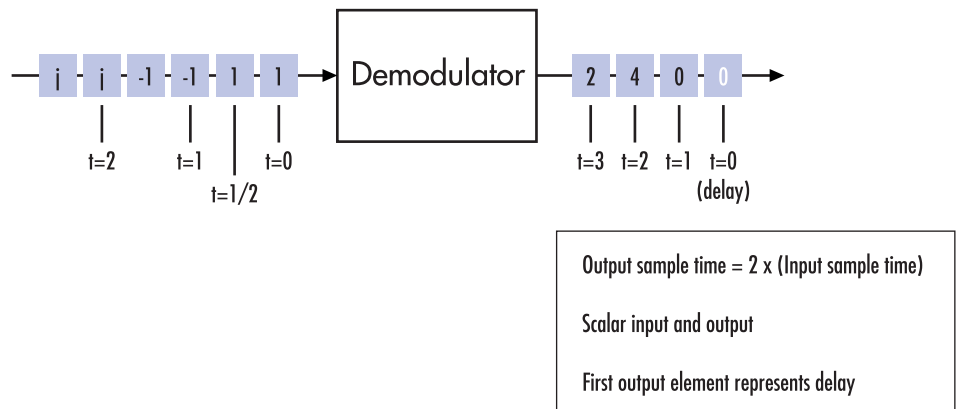 j j -1 -1 1 1 Demodulator 2 4 0 0
t=2 t=1 t=0 t=3 t=2 t=1 t=0
t=1/2 (delay)
Output sample time = 2 x (Input sample time)
Scalar input and output
First output element represents delay